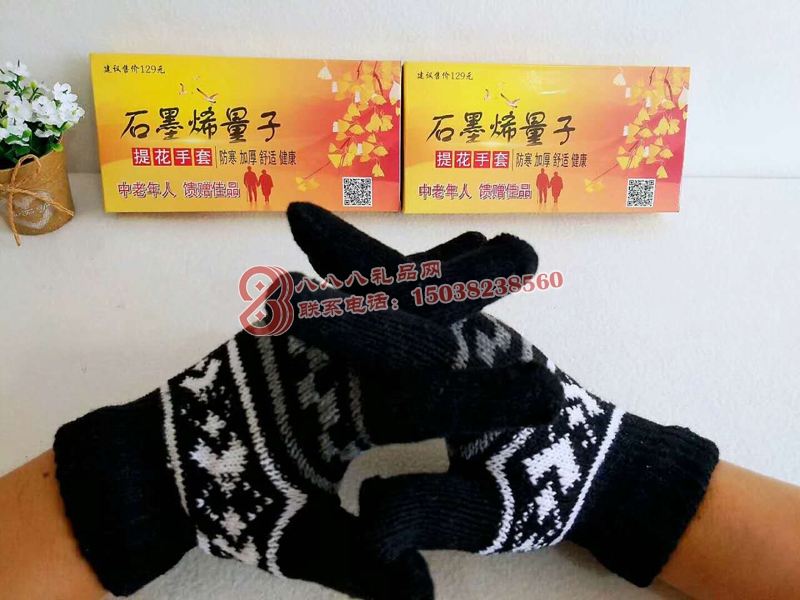 建议售价129元
石墨烯量子
提花手套 防寒 加厚 舒适 健康
中老年人 馈赠佳品
建议售价129元
石墨烯量子
提花手套 防寒 加厚 舒适 健康
中老年人 馈赠佳品
八八八礼品网
联系电话：15038238560